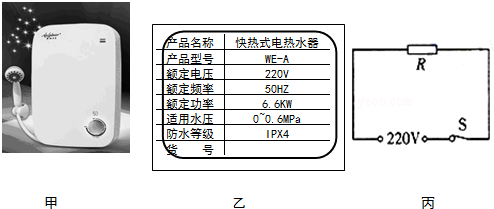 产品名称 快热式电热水器
产品型号 WE-A
额定电压 220V
额定频率 50HZ
额定功率 6.6KW
适用水压 0~0.6MPa
防水等级 IPX4
货 号
R
220V
S
甲
乙
丙